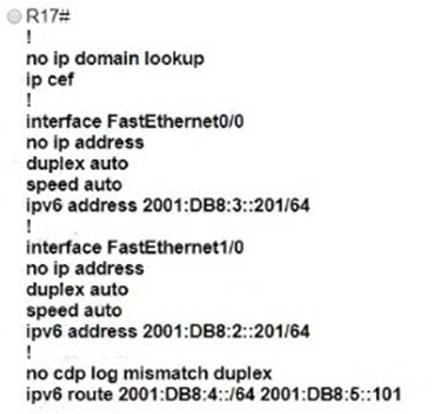 R17#
!
no ip domain lookup
ip cef
!
interface FastEthernet0/0
no ip address
duplex auto
speed auto
ipv6 address 2001:DB8:3::201/64
!
interface FastEthernet1/0
no ip address
duplex auto
speed auto
ipv6 address 2001:DB8:2::201/64
!
no cdp log mismatch duplex
ipv6 route 2001:DB8:4::/64 2001:DB8:5::101